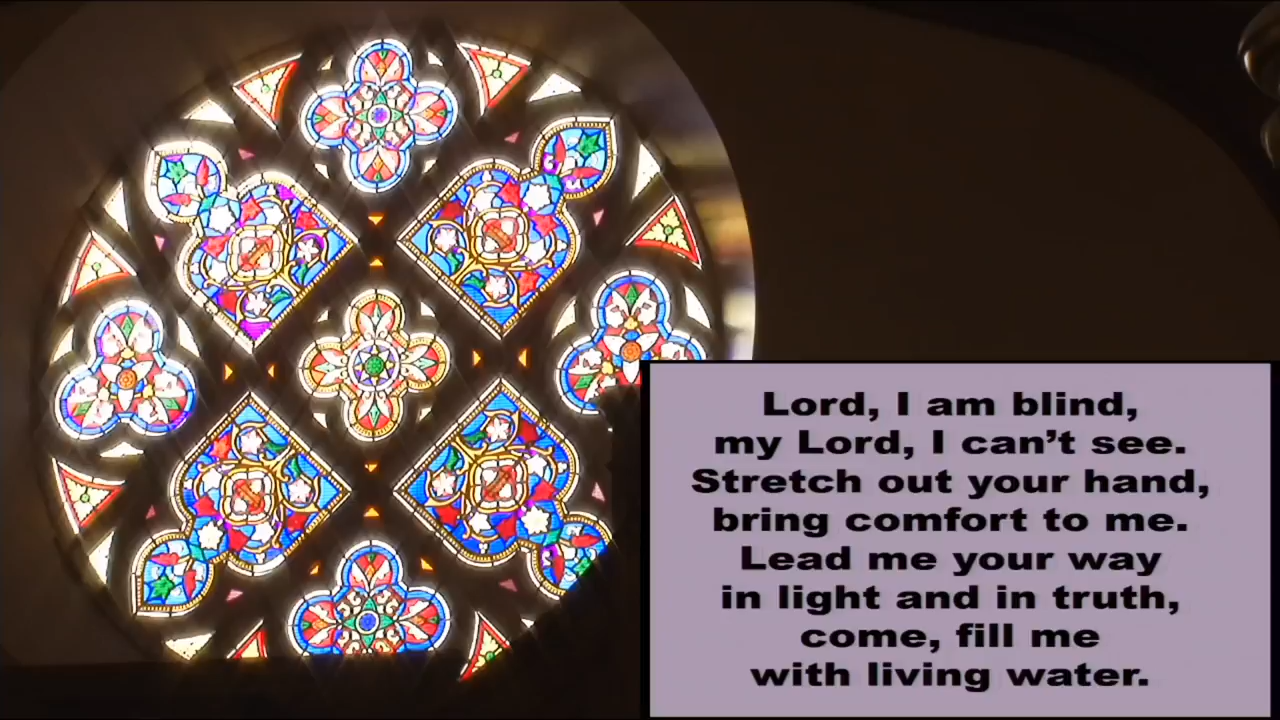 Lord, I am blind,
my Lord, I can’t see.
Stretch out your hand,
bring comfort to me.
Lead me your way
in light and in truth,
come, fill me
with living water.